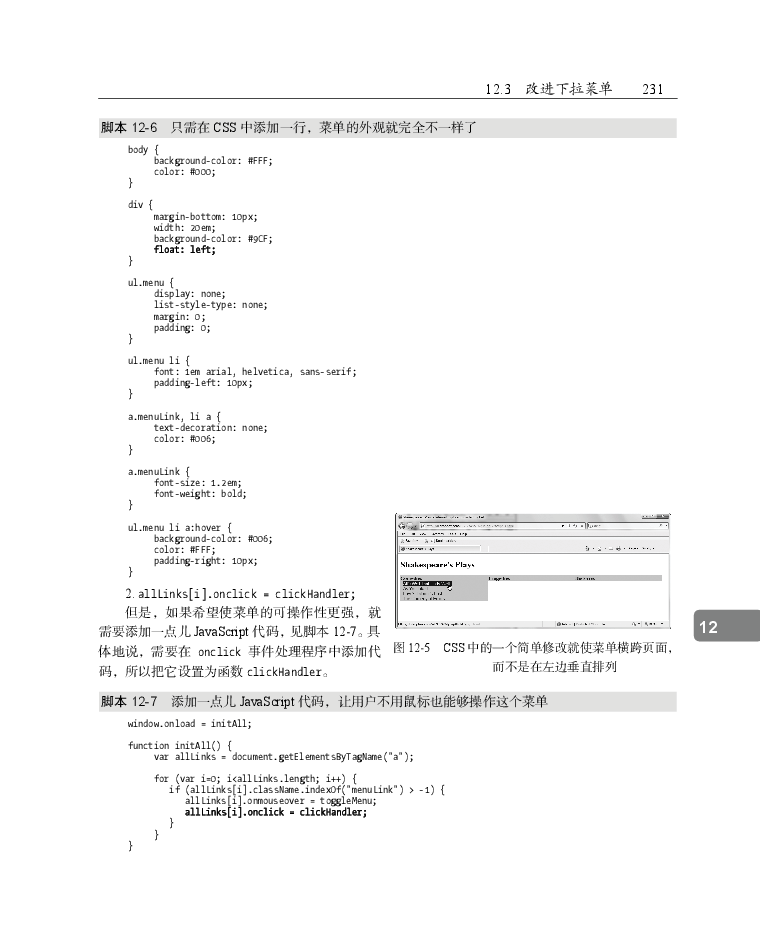 12.3 改进下拉菜单 231
脚本 12-6 只需在 CSS 中添加一行，菜单的外观就完全不一样了
body {
background-color: #FFF;
color: #000;
}
div {
margin-bottom: 10px;
width: 20em;
background-color: #9CF;
float: left;
}
ul.menu {
display: none;
list-style-type: none;
margin: 0;
padding: 0;
}
ul.menu li {
font: 1em arial, helvetica, sans-serif;
padding-left: 10px;
}
a.menuLink, li a {
text-decoration: none;
color: #006;
}
a.menuLink {
font-size: 1.2em;
font-weight: bold;
}
ul.menu li a:hover {
background-color: #006;
color: #FFF;
padding-right: 10px;
}
2. allLinks[i].onclick = clickHandler;
但是，如果希望使菜单的可操作性更强，就
需要添加一点儿 JavaScript 代码，见脚本 12-7。具
体地说，需要在 onclick 事件处理程序中添加代
码，所以把它设置为函数 clickHandler。
Shakespeare's Plays
图 12-5 CSS 中的一个简单修改就使菜单横跨页面，
而不是在左边垂直排列
12
脚本 12-7 添加一点儿 JavaScript 代码，让用户不用鼠标也能够操作这个菜单
window.onload = initAll;
function initAll() {
var allLinks = document.getElementsByTagName("a");
for (var i=0; i<allLinks.length; i++) {
if (allLinks[i].className.indexOf("menuLink") > -1) {
allLinks[i].onmouseover = toggleMenu;
allLinks[i].onclick = clickHandler;
}
}
}